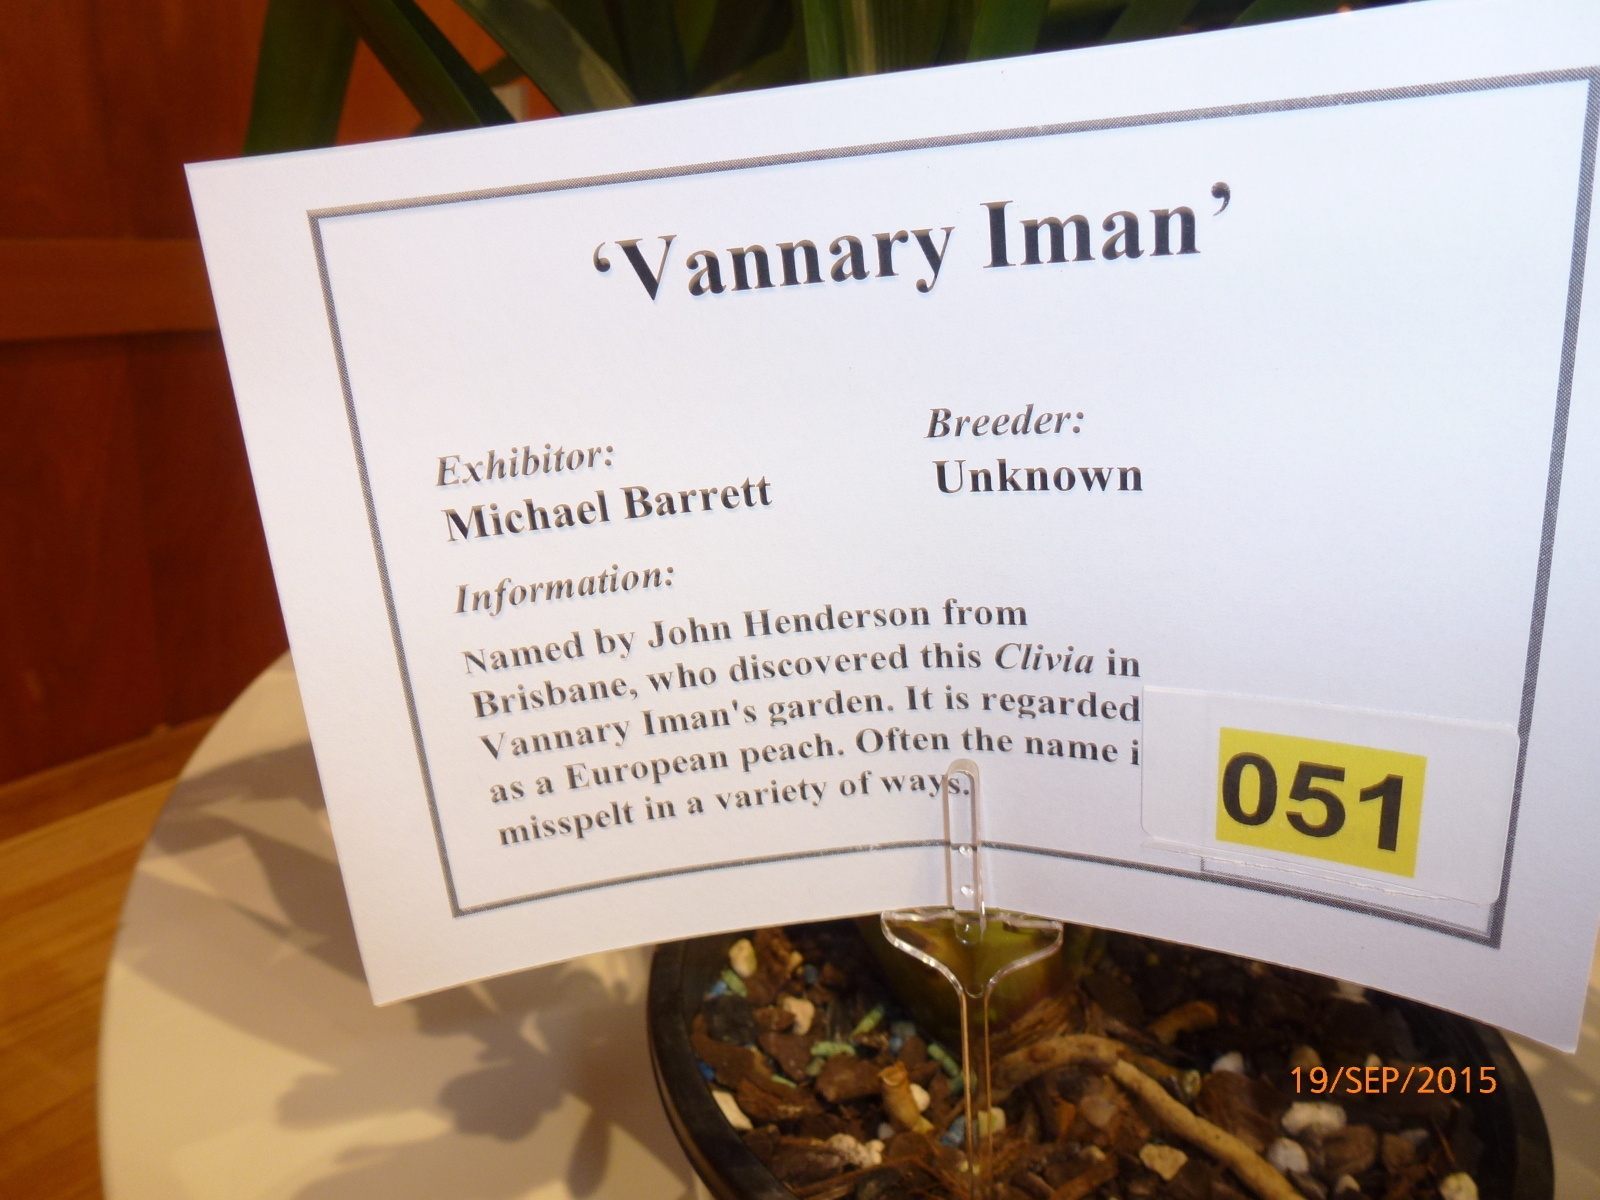 ‘Vannary Iman’
Exhibitor:
Michael Barrett
Breeder:
Unknown
Information:
Named by John Henderson from
Brisbane, who discovered this Clivia in
Vannary Iman's garden. It is regarded
as a European peach. Often the name i
misspelt in a variety of ways.
051
19/SEP/2015